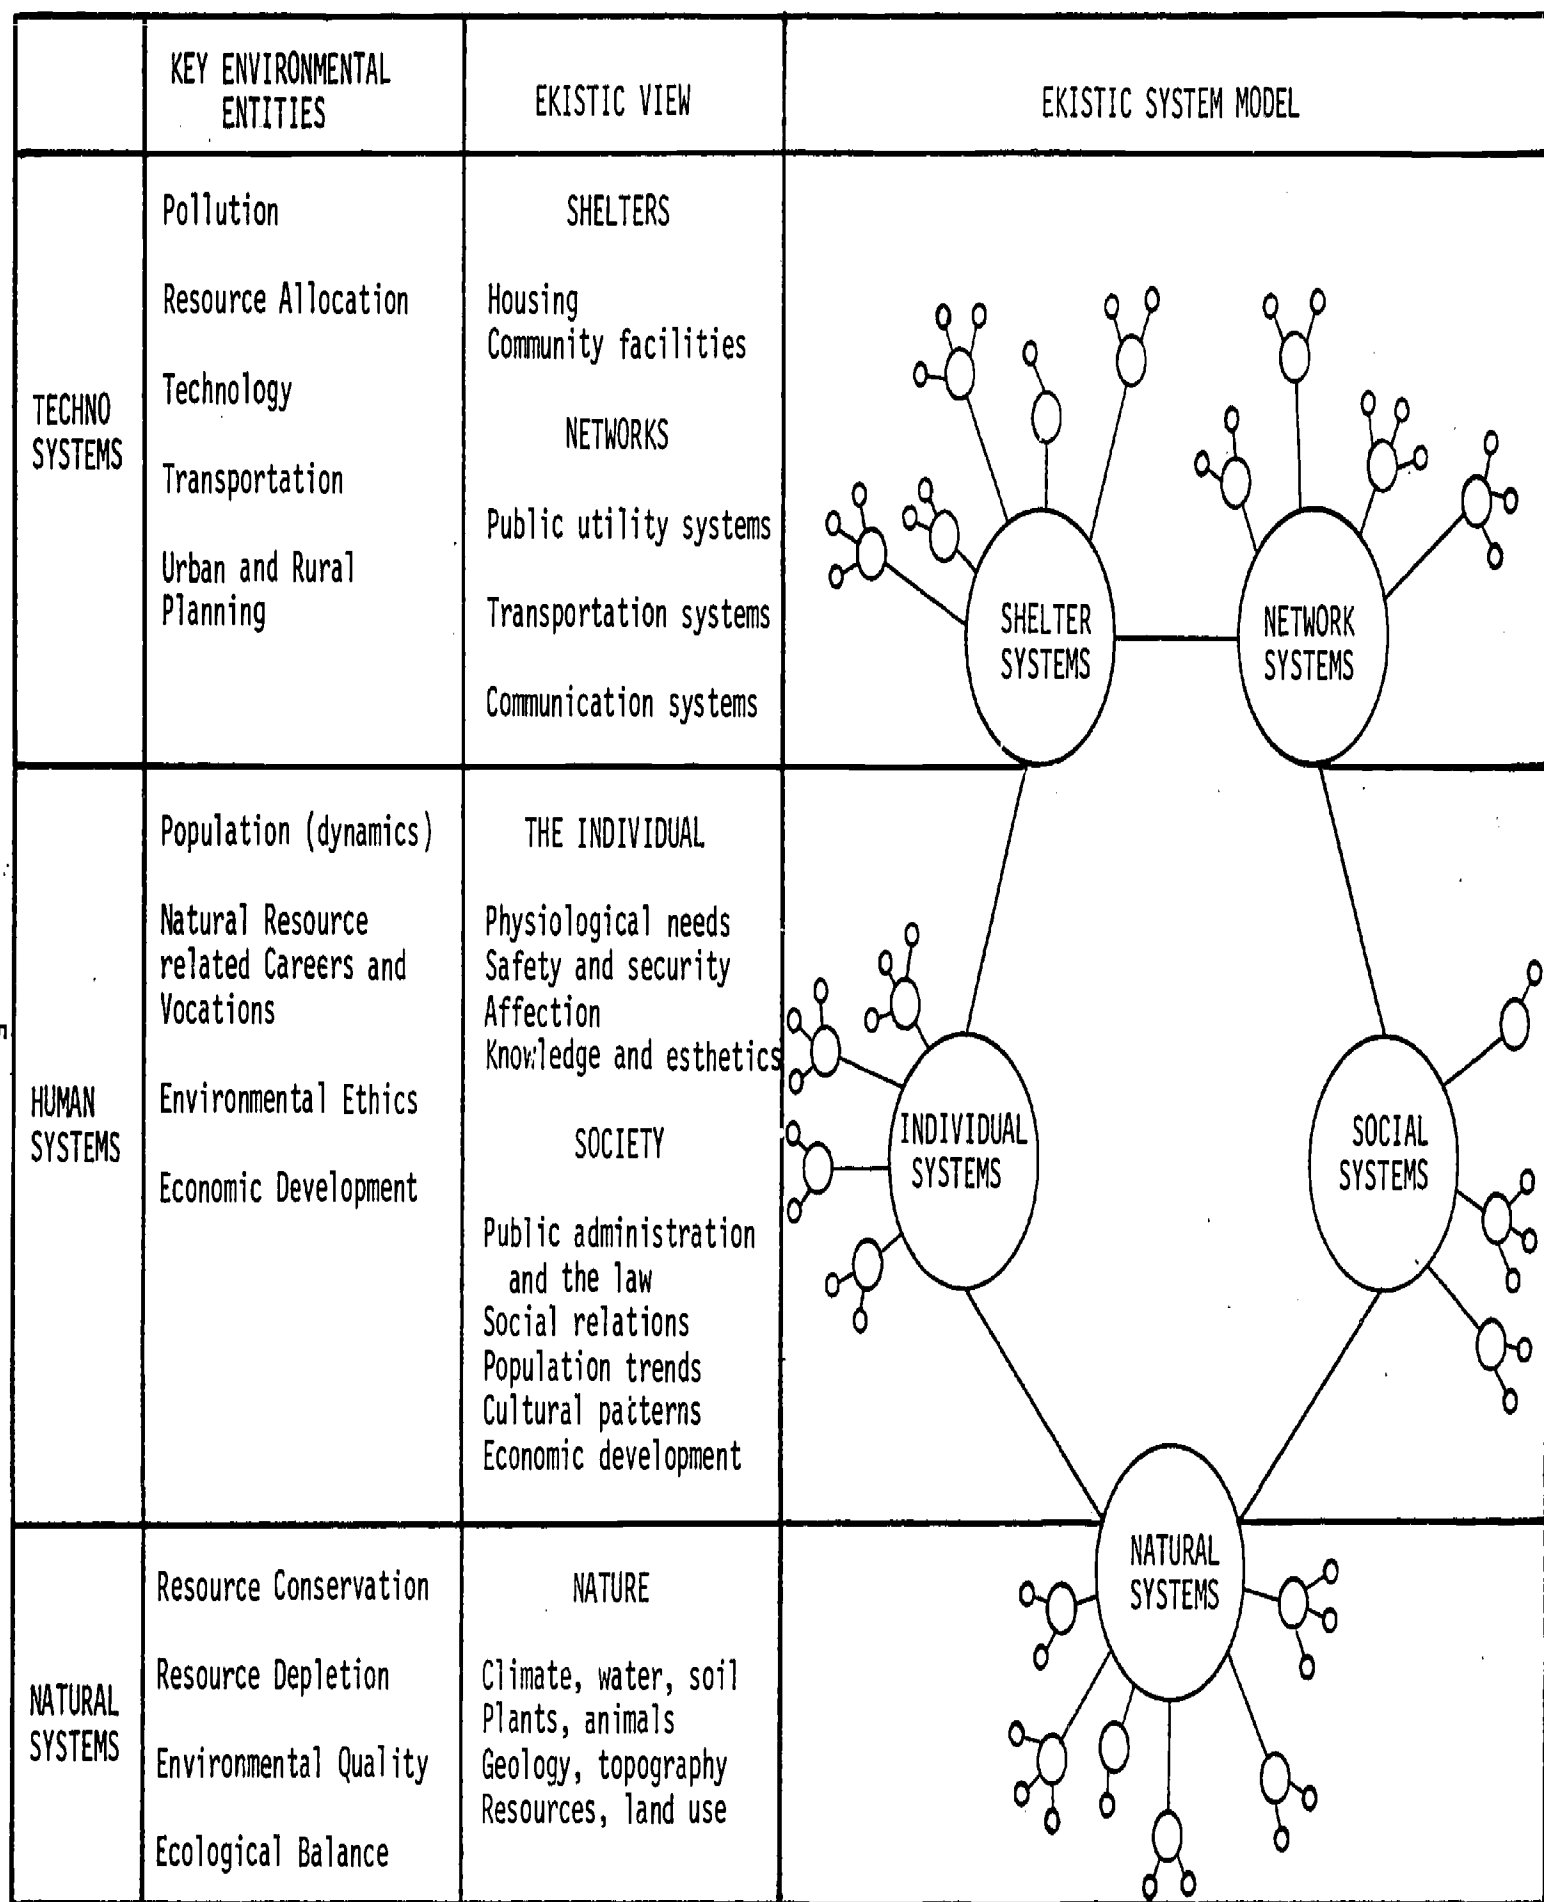 KEY ENVIRONMENTAL
ENTITIES
EKISTIC VIEW
EKISTIC SYSTEM MODEL
TECHNO
SYSTEMS
Pollution
Resource Allocation
Technology
Transportation
Urban and Rural
Planning
SHELTERS
Housing
Community facilities
NETWORKS
Public utility systems
Transportation systems
Communication systems
SHELTER
SYSTEMS
NETWORK
SYSTEMS
HUMAN
SYSTEMS
Population (dynamics)
Natural Resource
related Careers and
Vocations
Environmental Ethics
Economic Development
THE INDIVIDUAL
Physiological needs
Safety and security
Affection
Knowledge and esthetics
SOCIETY
Public administration
and the law
Social relations
Population trends
Cultural patterns
Economic development
INDIVIDUAL
SYSTEMS
SOCIAL
SYSTEMS
NATURAL
SYSTEMS
Resource Conservation
Resource Depletion
Environmental Quality
Ecological Balance
NATURE
Climate, water, soil
Plants, animals
Geology, topography
Resources, land use
NATURAL
SYSTEMS